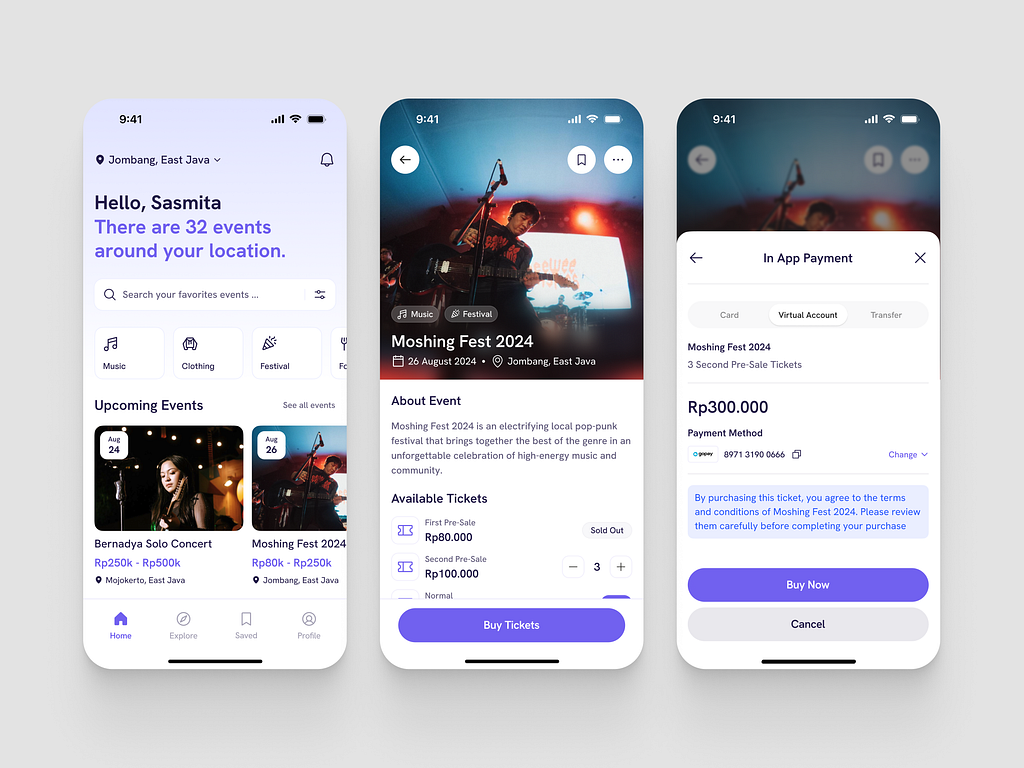 9:41
Jombang, East Java
Hello, Sasmita
There are 32 events
around your location.
Search your favorites events ...
Music
Clothing
Festival
Fo
Upcoming Events
See all events
Aug
24
Aug
26
Bernadya Solo Concert
Moshing Fest 2024
Rp250k - Rp500k
Rp80k - Rp250k
Mojokerto, East Java
Jombang, East Java
Home
Explore
Saved
Profile
9:41
Music
Festival
Moshing Fest 2024
26 August 2024 • Jombang, East Java
About Event
Moshing Fest 2024 is an electrifying local pop-punk
festival that brings together the best of the genre in an
unforgettable celebration of high-energy music and
community.
Available Tickets
First Pre-Sale
Rp80.000
Sold Out
Second Pre-Sale
Rp100.000
3
Normal
Buy Tickets
9:41
In App Payment
Card
Virtual Account
Transfer
Moshing Fest 2024
3 Second Pre-Sale Tickets
Rp300.000
Payment Method
gopay
8971 3190 0666
Change
By purchasing this ticket, you agree to the terms
and conditions of Moshing Fest 2024. Please review
them carefully before completing your purchase
Buy Now
Cancel